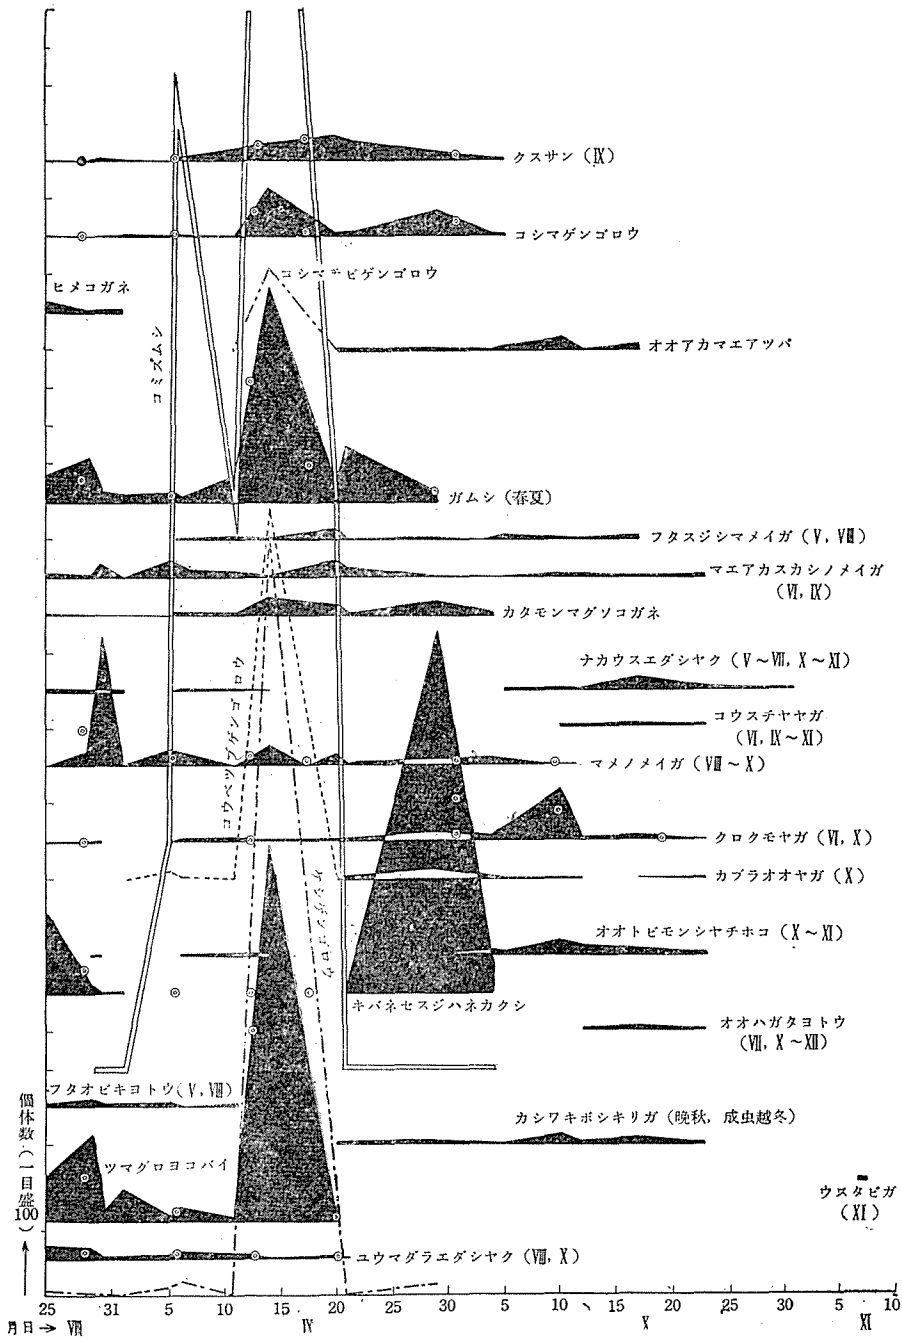 クスサン (Ⅸ)
コシマゲンゴロウ
コシマチビゲンゴロウ
ヒメコガネ
コミズムシ
オオアカマエアツバ
ガムシ (春夏)
フタスジシマメイガ (Ⅴ, Ⅷ)
マエアカスカシノメイガ
(Ⅵ, Ⅸ)
カタモンマグソコガネ
ナカウスエダシヤク (Ⅴ～Ⅶ, Ⅹ～Ⅺ)
コウスチヤヤガ
(Ⅵ, Ⅸ～Ⅺ)
コウベツブゲンゴロウ
マメノメイガ (Ⅷ～Ⅹ)
クロクモヤガ (Ⅵ, Ⅹ)
カブラオオヤガ (Ⅹ)
ケシゲンゴロウ
オオトビモンシヤチホコ (Ⅹ～Ⅺ)
キバネセスジハネカクシ
オオハガタヨトウ
(Ⅶ, Ⅹ～Ⅻ)
フタオビキヨトウ(Ⅴ, Ⅷ)
カシワキボシキリガ (晩秋, 成虫越冬)
ツマグロヨコバイ
ウスタビガ
(Ⅺ)
個体数(一目盛100)→
ユウマダラエダシヤク (Ⅷ, Ⅹ)
25 31 5 10 15 20 25 30 5 10 15 20 25 30 5 10
月日→ Ⅷ Ⅸ Ⅹ Ⅺ